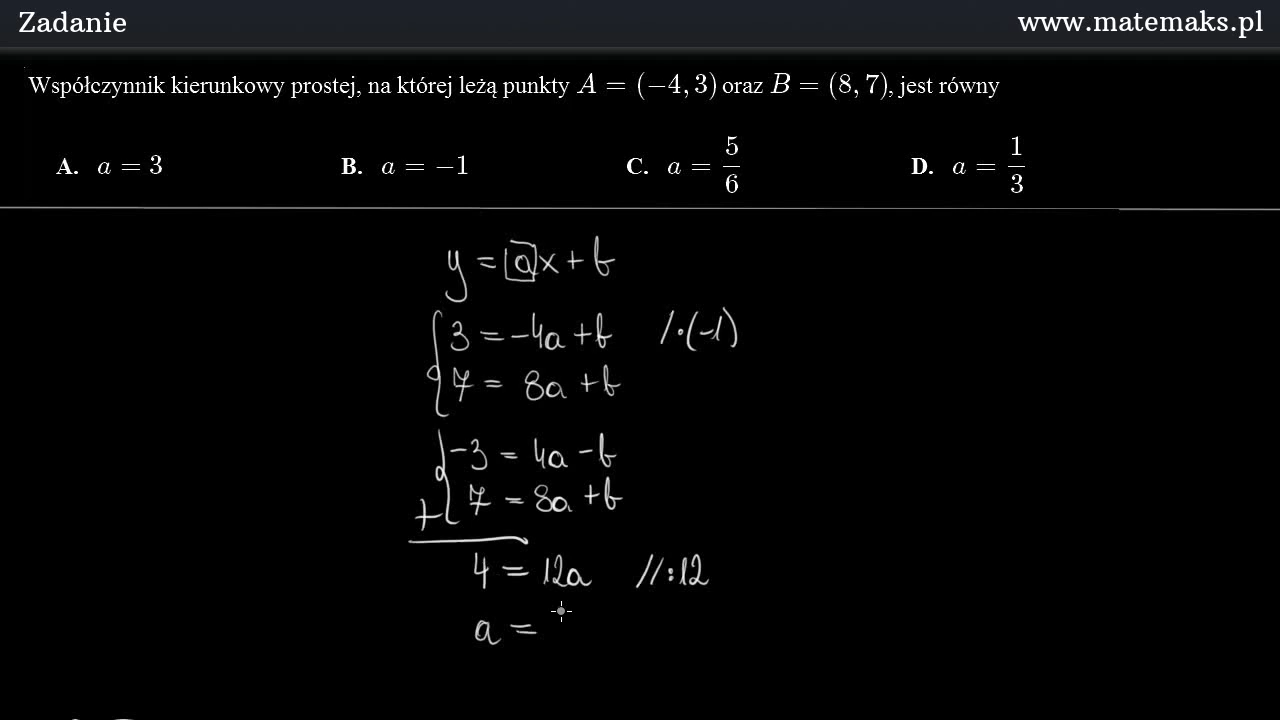 Zadanie www.matemaks.pl
Współczynnik kierunkowy prostej, na której leżą punkty A = (−4, 3) oraz B = (8, 7), jest równy
A. a = 3 B. a = −1 C. a = 5/6 D. a = 1/3
y = ax + b
3 = −4a + b /·(−1)
7 = 8a + b
−3 = 4a − b
+ 7 = 8a + b
4 = 12a //:12
a =